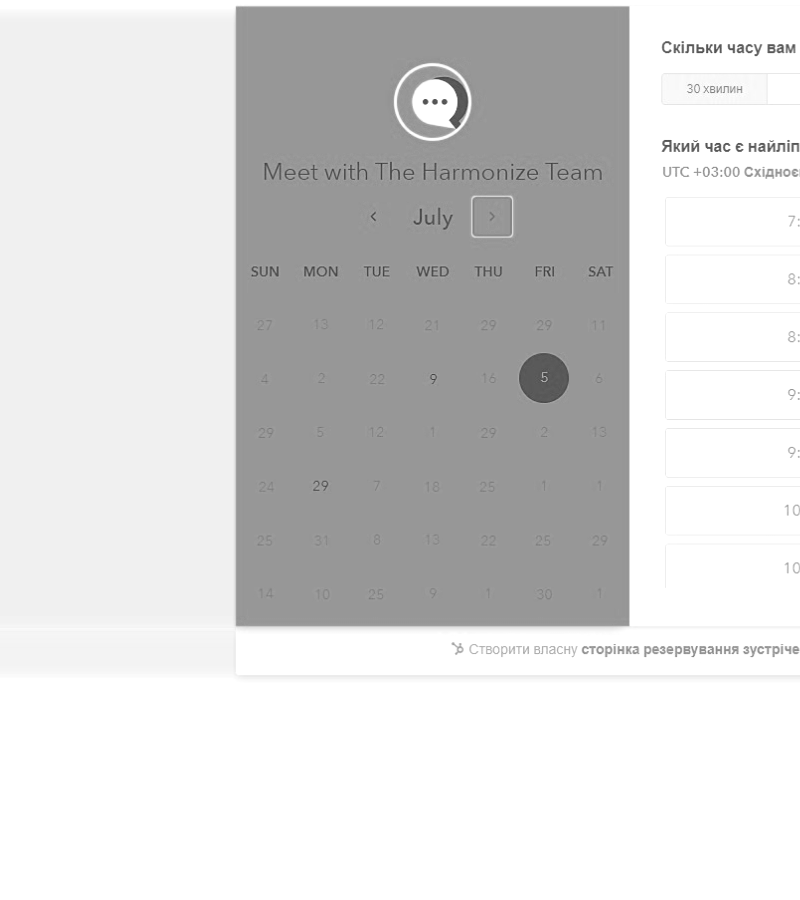 Скільки часу вам
30 хвилин
Meet with The Harmonize Team
Який час є найліп
UTC +03:00 Східноє
July
SUN MON TUE WED THU FRI SAT
27 13 12 21 29 29 11
4 2 22 9 16 5 6
29 5 12 1 29 2 13
24 29 7 18 25 1 1
25 31 8 13 22 25 29
14 10 25 9 1 30 1
7:
8:
8:
9:
9:
10
10
Створити власну сторінка резервування зустріче